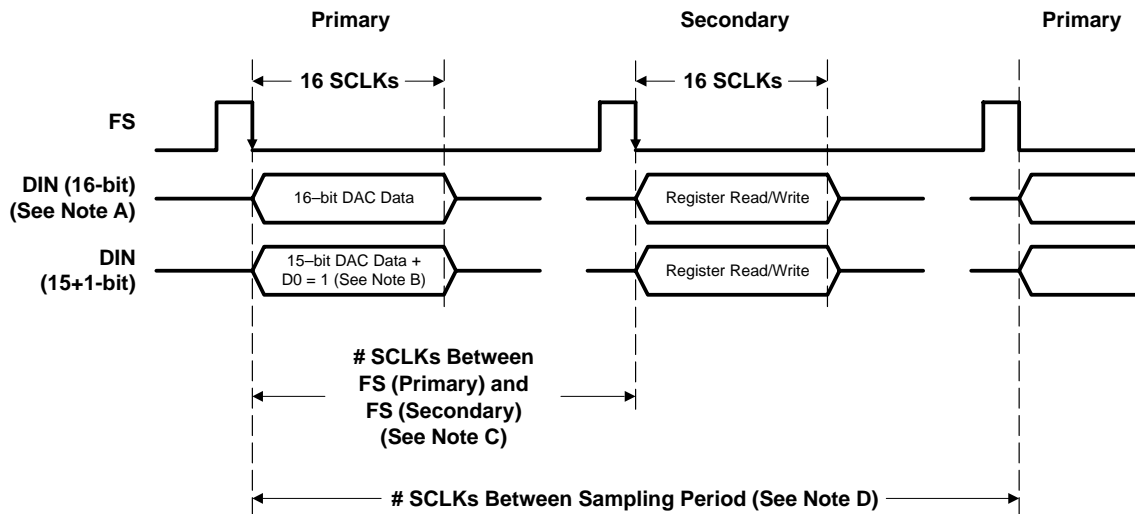 Primary
Secondary
Primary
16 SCLKs
16 SCLKs
FS
DIN (16-bit)
(See Note A)
16–bit DAC Data
Register Read/Write
DIN
(15+1-bit)
15–bit DAC Data +
D0 = 1 (See Note B)
Register Read/Write
# SCLKs Between
FS (Primary) and
FS (Secondary)
(See Note C)
# SCLKs Between Sampling Period (See Note D)